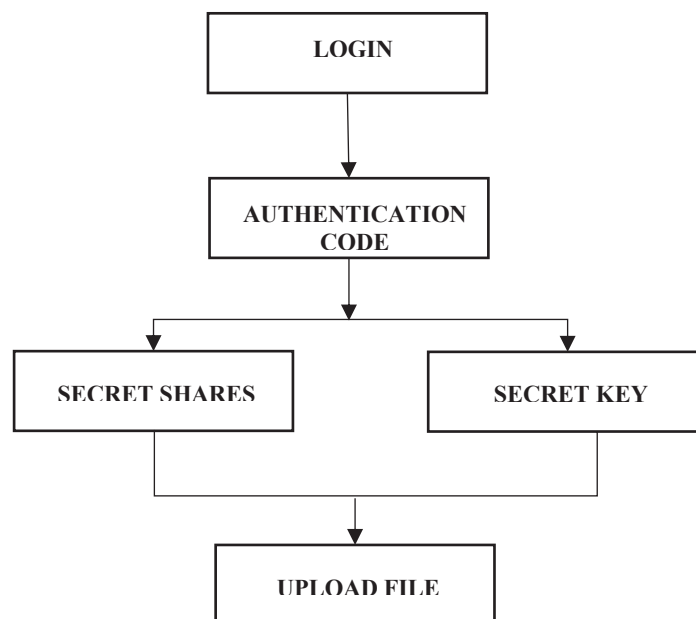 LOGIN
AUTHENTICATION
CODE
SECRET SHARES
SECRET KEY
UPLOAD FILE